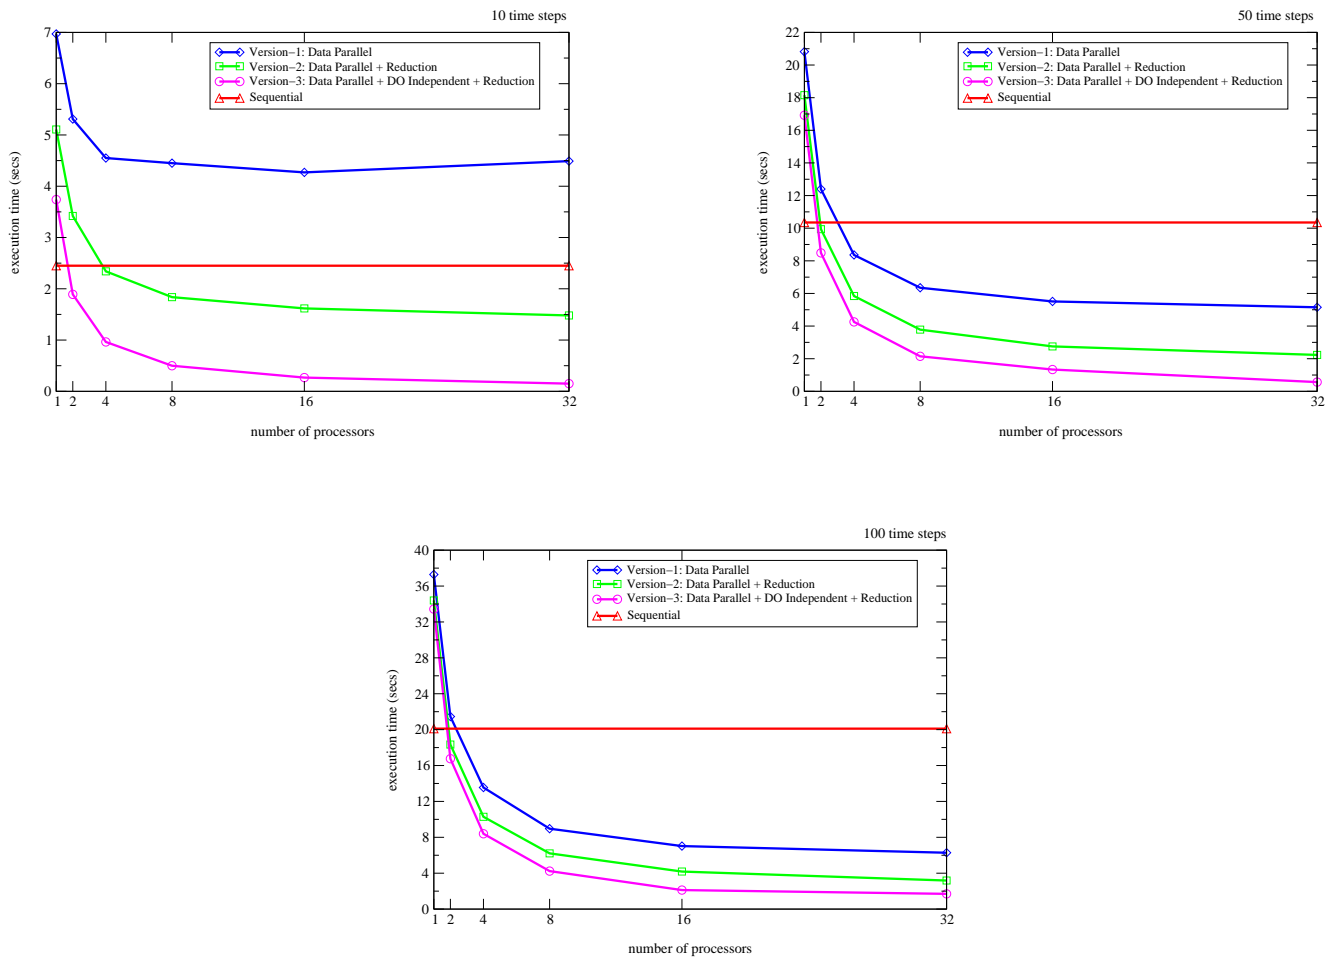 10 time steps
7
6
5
4
3
2
1
0
execution time (secs)
Version−1: Data Parallel
Version−2: Data Parallel + Reduction
Version−3: Data Parallel + DO Independent + Reduction
Sequential
1 2 4 8 16 32
number of processors
50 time steps
22
20
18
16
14
12
10
8
6
4
2
0
execution time (secs)
Version−1: Data Parallel
Version−2: Data Parallel + Reduction
Version−3: Data Parallel + DO Independent + Reduction
Sequential
1 2 4 8 16 32
number of processors
100 time steps
40
36
32
28
24
20
16
12
8
4
0
execution time (secs)
Version−1: Data Parallel
Version−2: Data Parallel + Reduction
Version−3: Data Parallel + DO Independent + Reduction
Sequential
1 2 4 8 16 32
number of processors